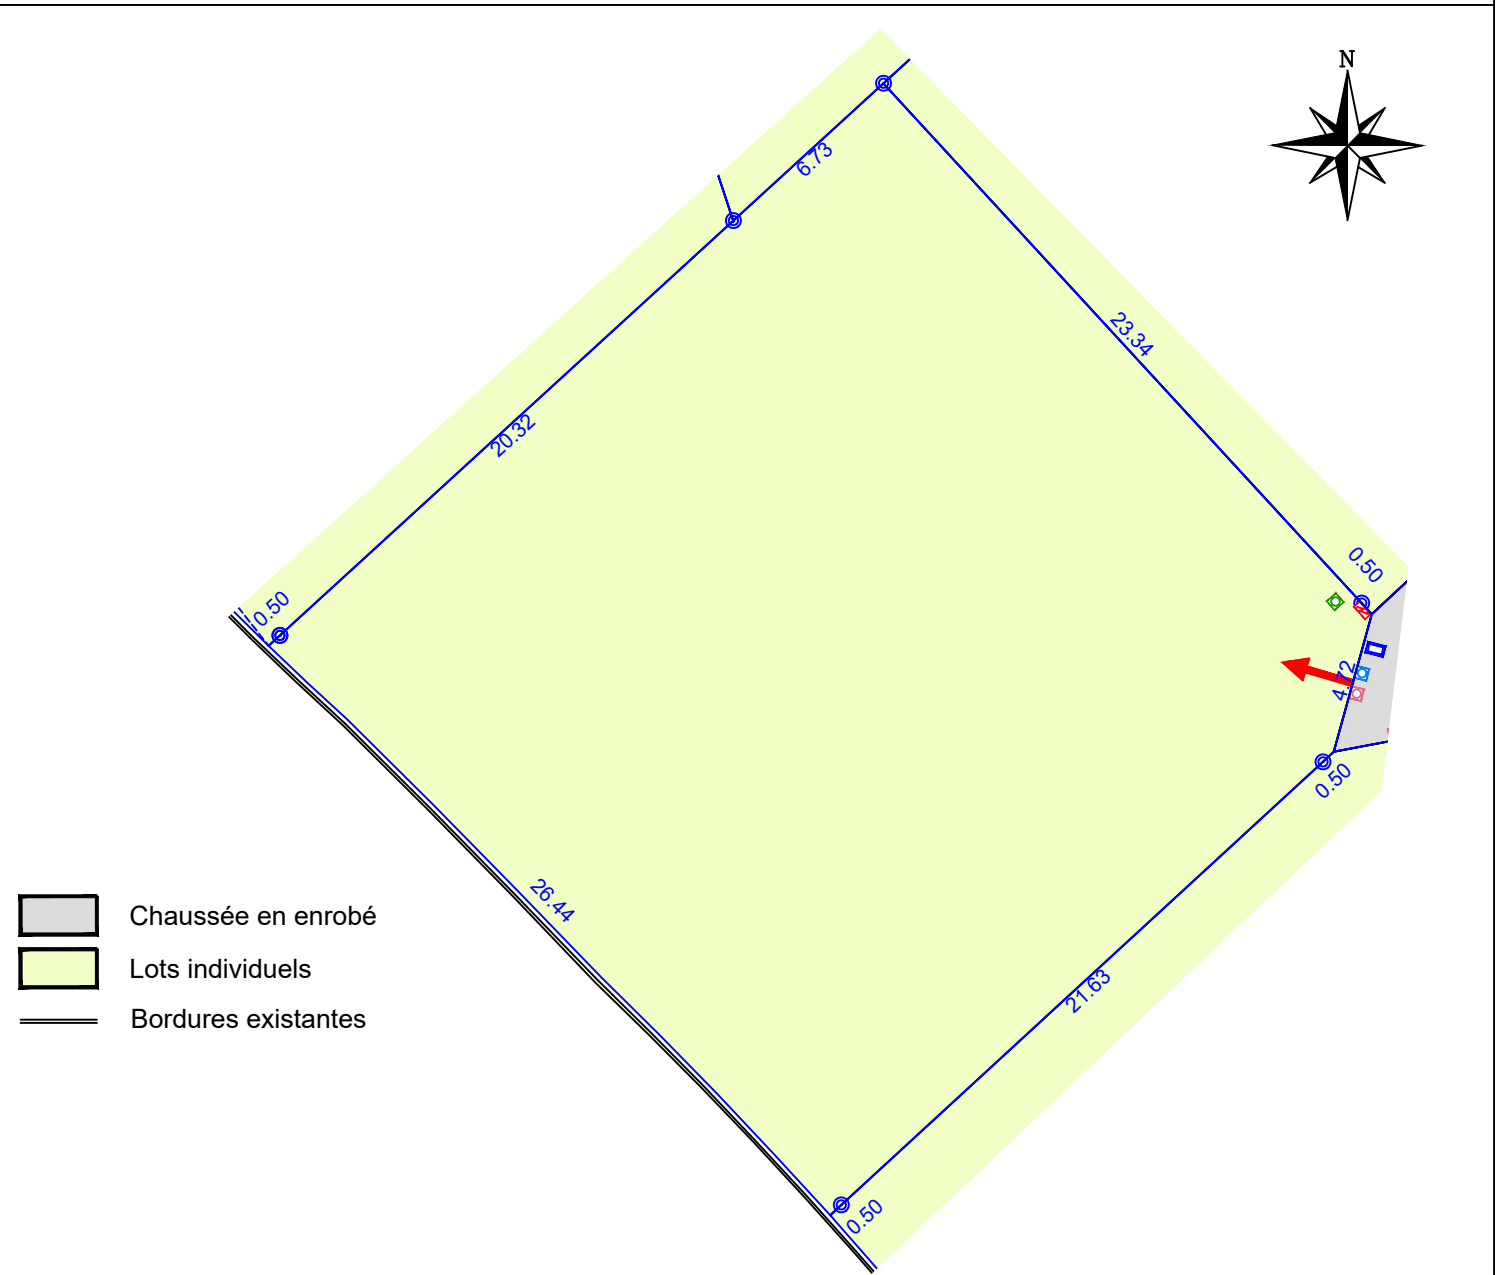 N
6.73
23.34
20.32
0.50
0.50
4.72
0.50
26.44
21.63
0.50
Chaussée en enrobé
Lots individuels
Bordures existantes